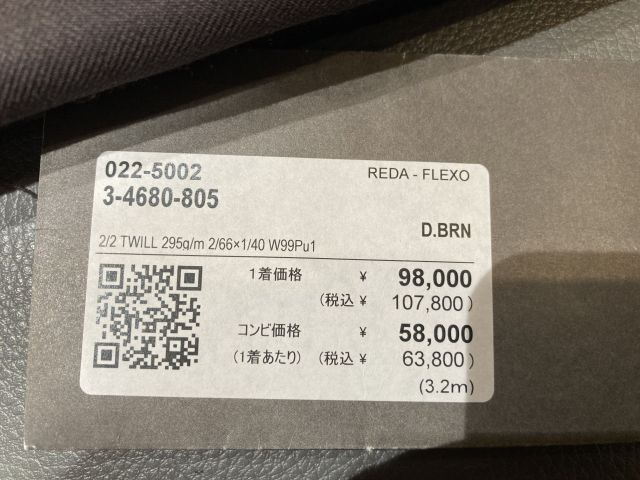 022-5002
REDA - FLEXO
3-4680-805
D.BRN
2/2 TWILL 295g/m 2/66×1/40 W99Pu1
1着価格 ¥ 98,000
(税込 ¥ 107,800)
コンビ価格 ¥ 58,000
(1着あたり) (税込 ¥ 63,800)
(3.2m)